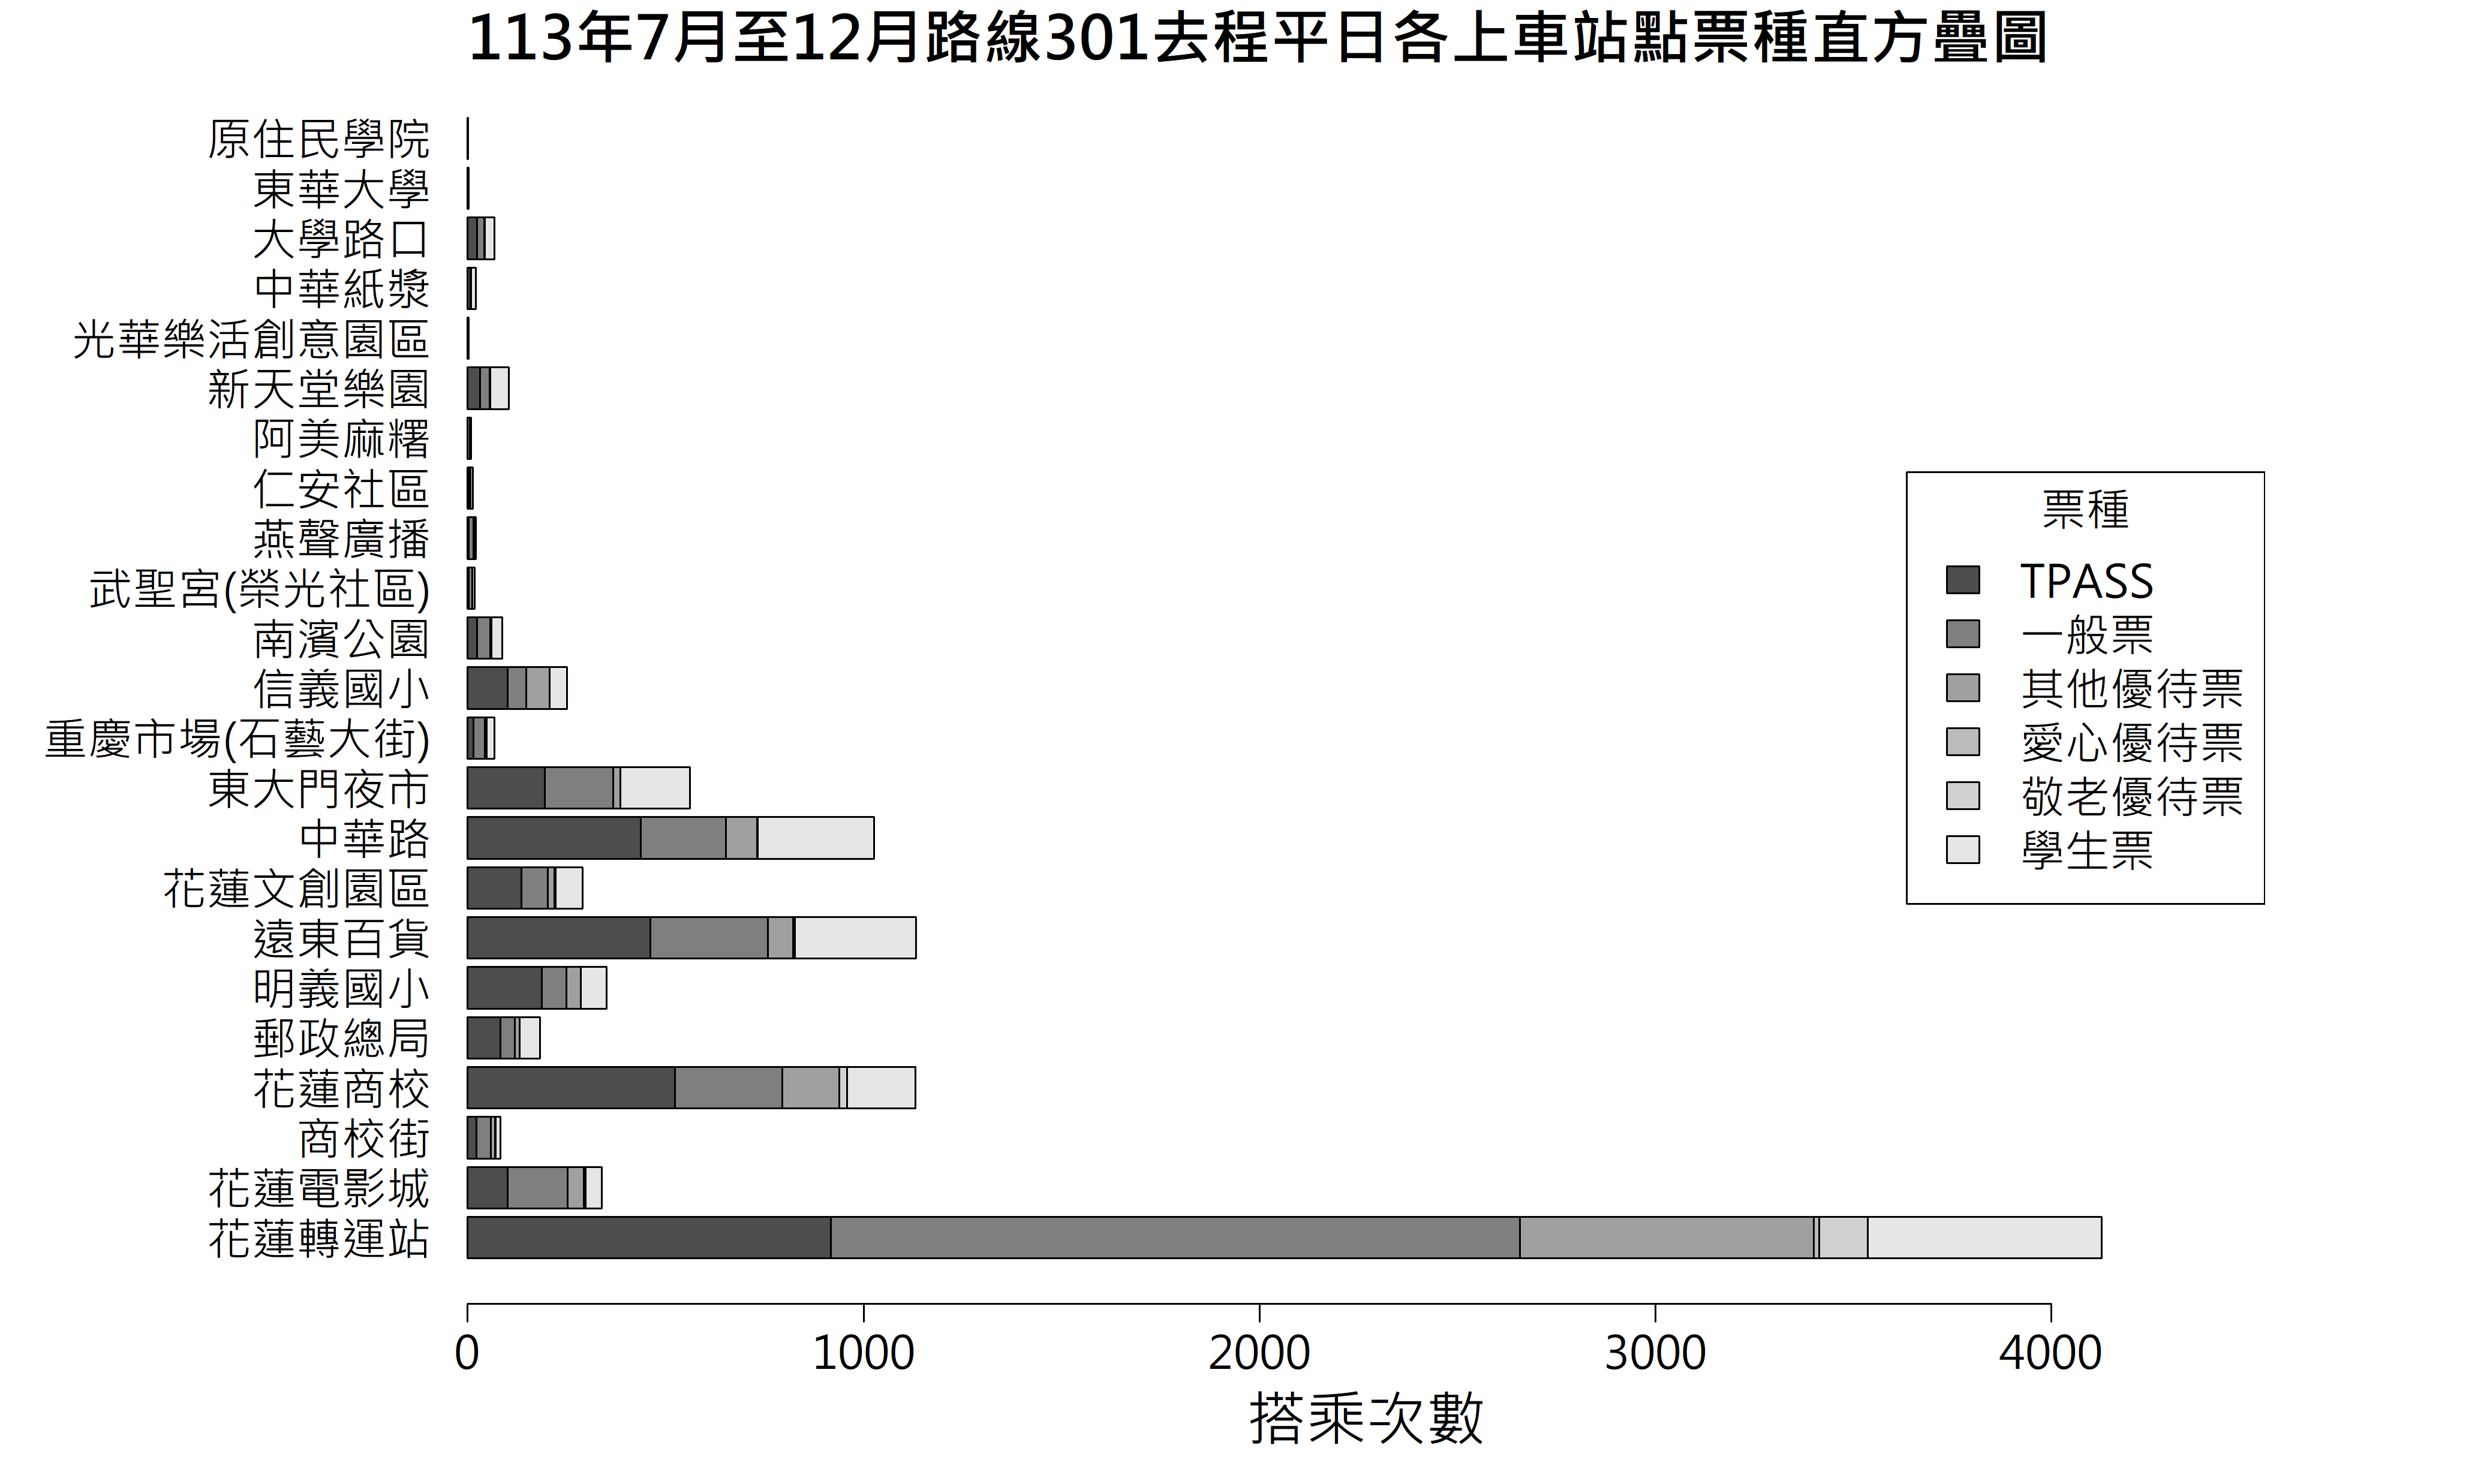 113年7月至12月路線301去程平日各上車站點票種直方疊圖
原住民學院
東華大學
大學路口
中華紙漿
光華樂活創意園區
新天堂樂園
阿美麻糬
仁安社區
燕聲廣播
武聖宮(榮光社區)
南濱公園
信義國小
重慶市場(石藝大街)
東大門夜市
中華路
花蓮文創園區
遠東百貨
明義國小
郵政總局
花蓮商校
商校街
花蓮電影城
花蓮轉運站
票種
TPASS
一般票
其他優待票
愛心優待票
敬老優待票
學生票
0 1000 2000 3000 4000
搭乘次數